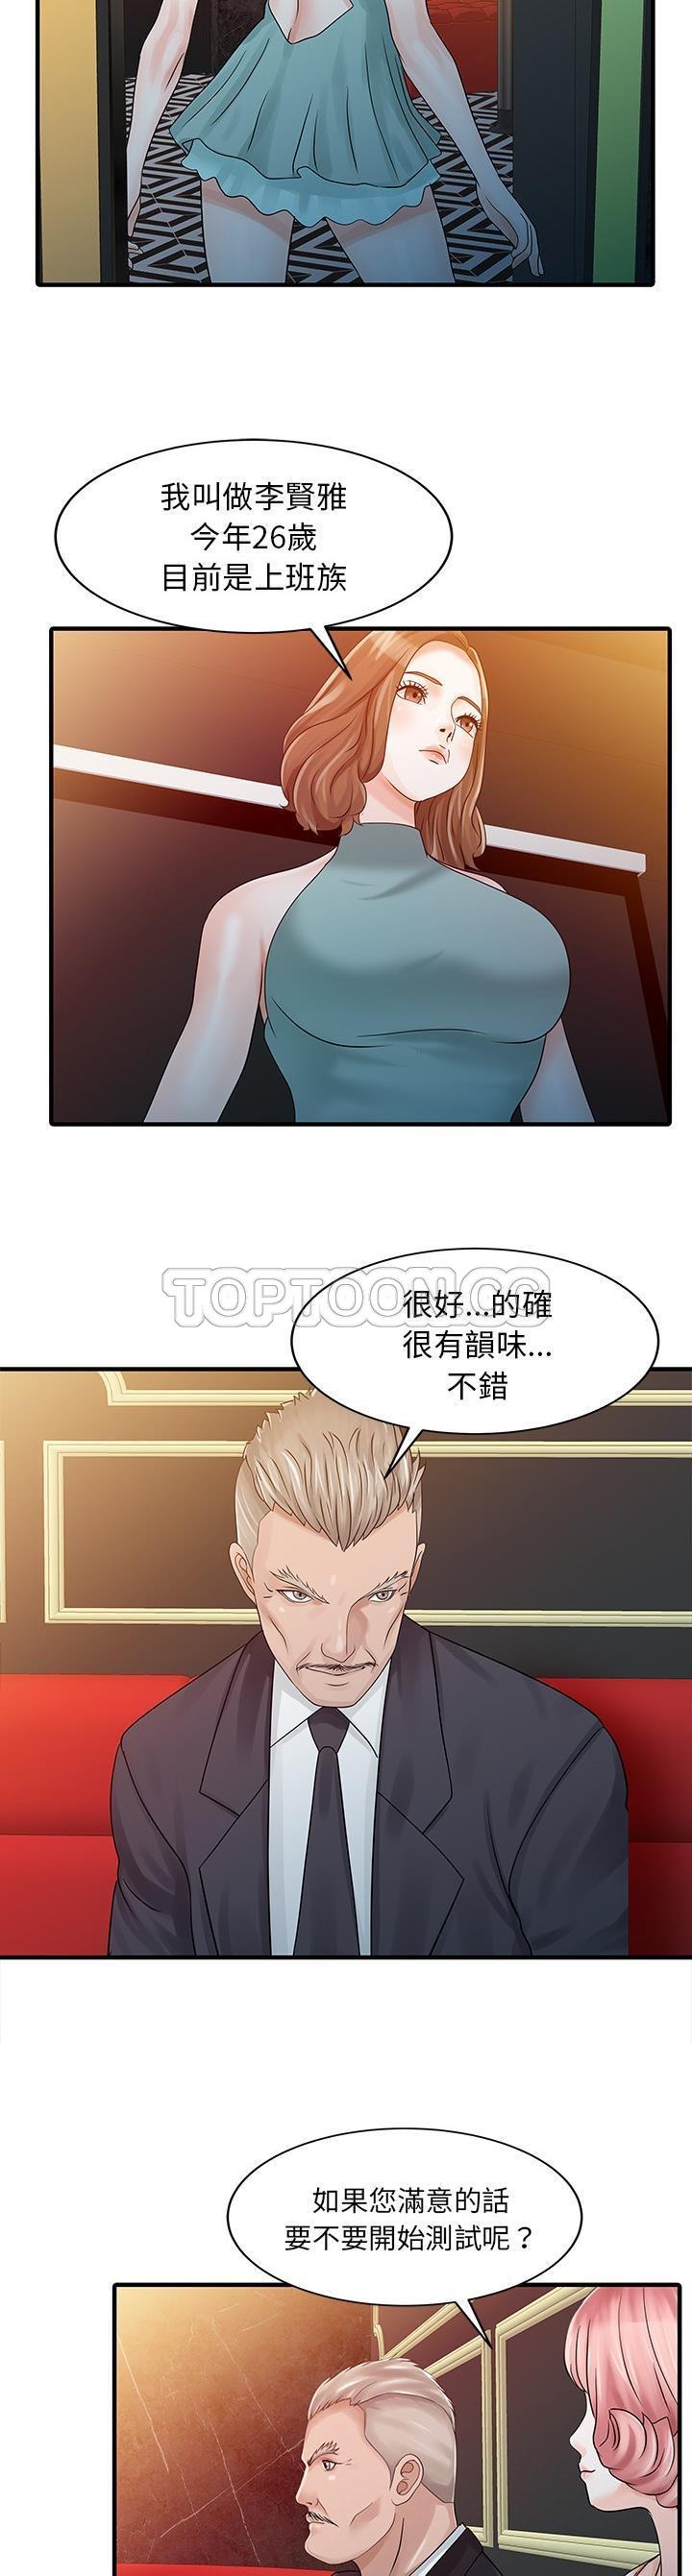 我叫做李賢雅
今年26歲
目前是上班族
TOPTOON.CC
很好...的確
很有韻味...
不錯
如果您滿意的話
要不要開始測試呢？